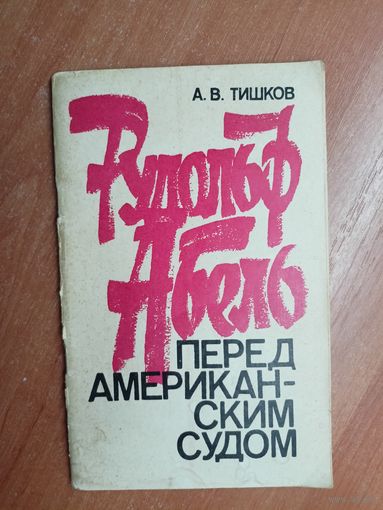 А. В. ТИШКОВ
Рудольф
Абель
ПЕРЕД
АМЕРИКАН-
СКИМ
СУДОМ